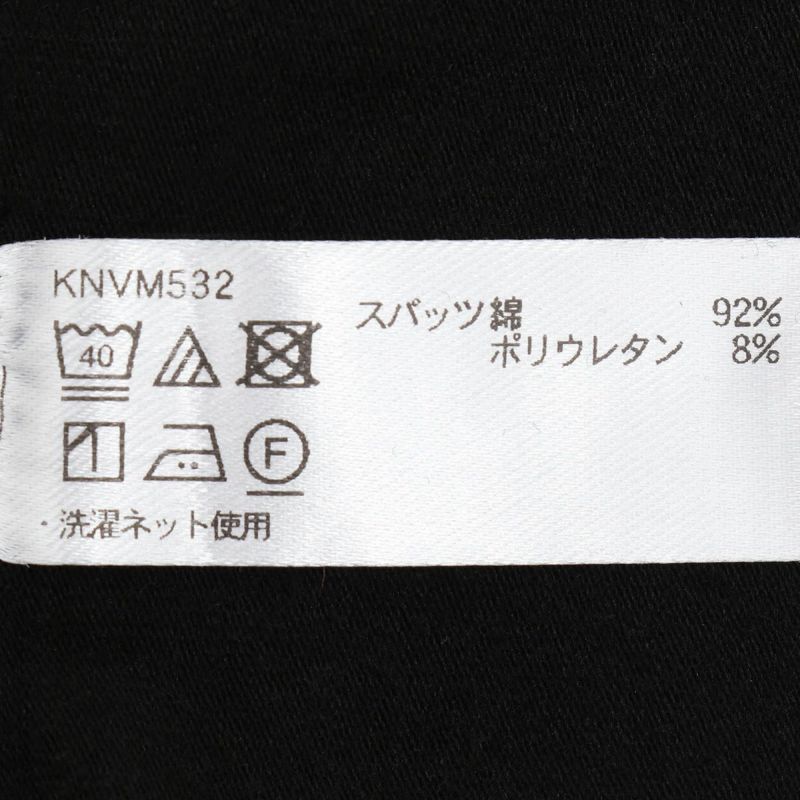 KNVM532
40
F
・洗濯ネット使用
スパッツ 綿 92%
ポリウレタン 8%